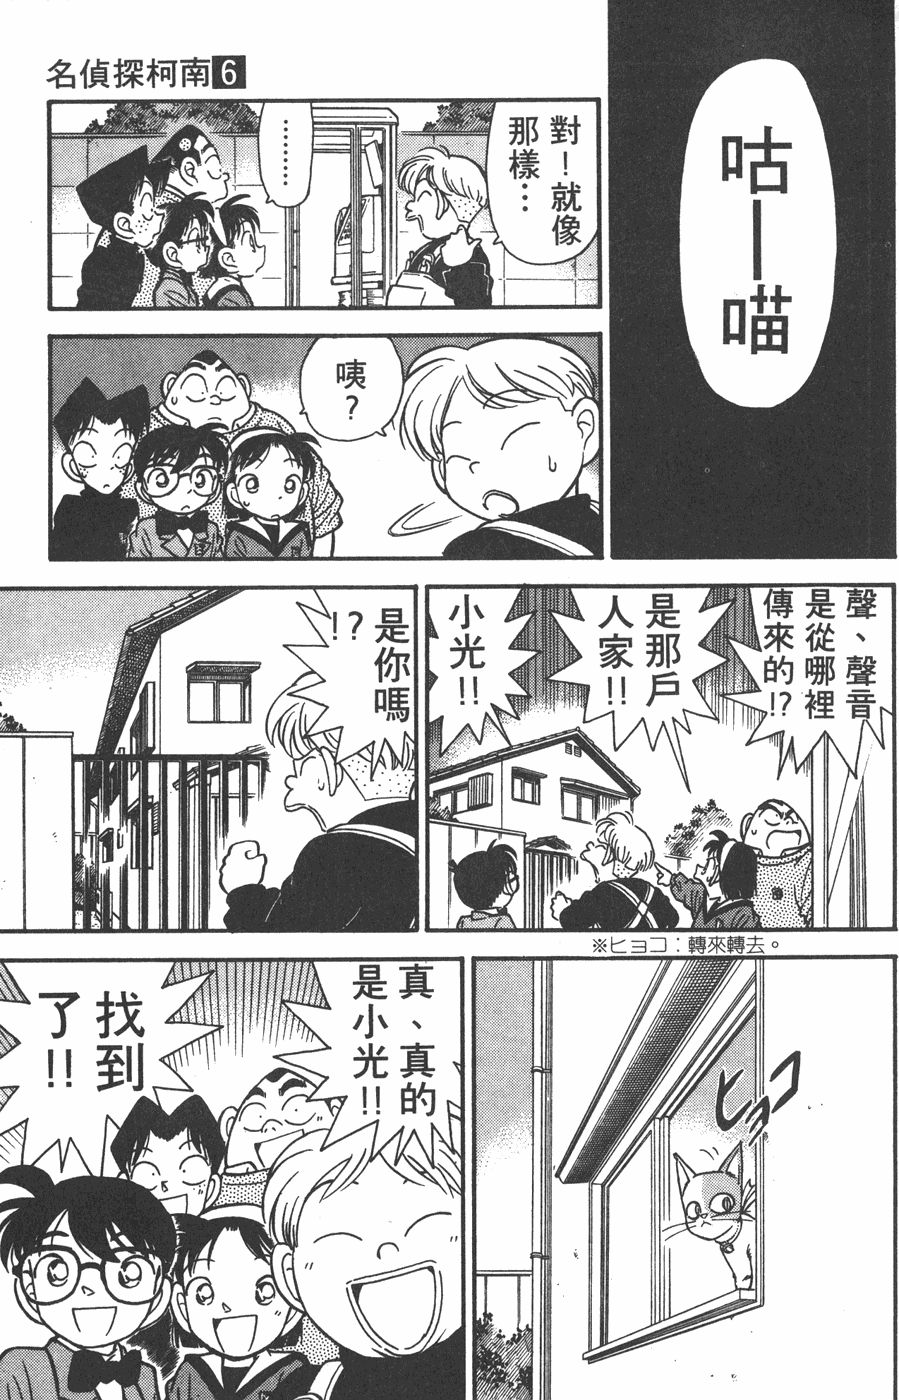 名偵探柯南6
咕ー喵
對!就像
那樣…
………
咦?
聲、聲音
是從哪裡
傳來的!?
是那戶
人家!!
小光!!
是你嗎
!?
※ヒョコ:轉來轉去。
ヒョコ
真、真的
是小光!!
找到
了!!